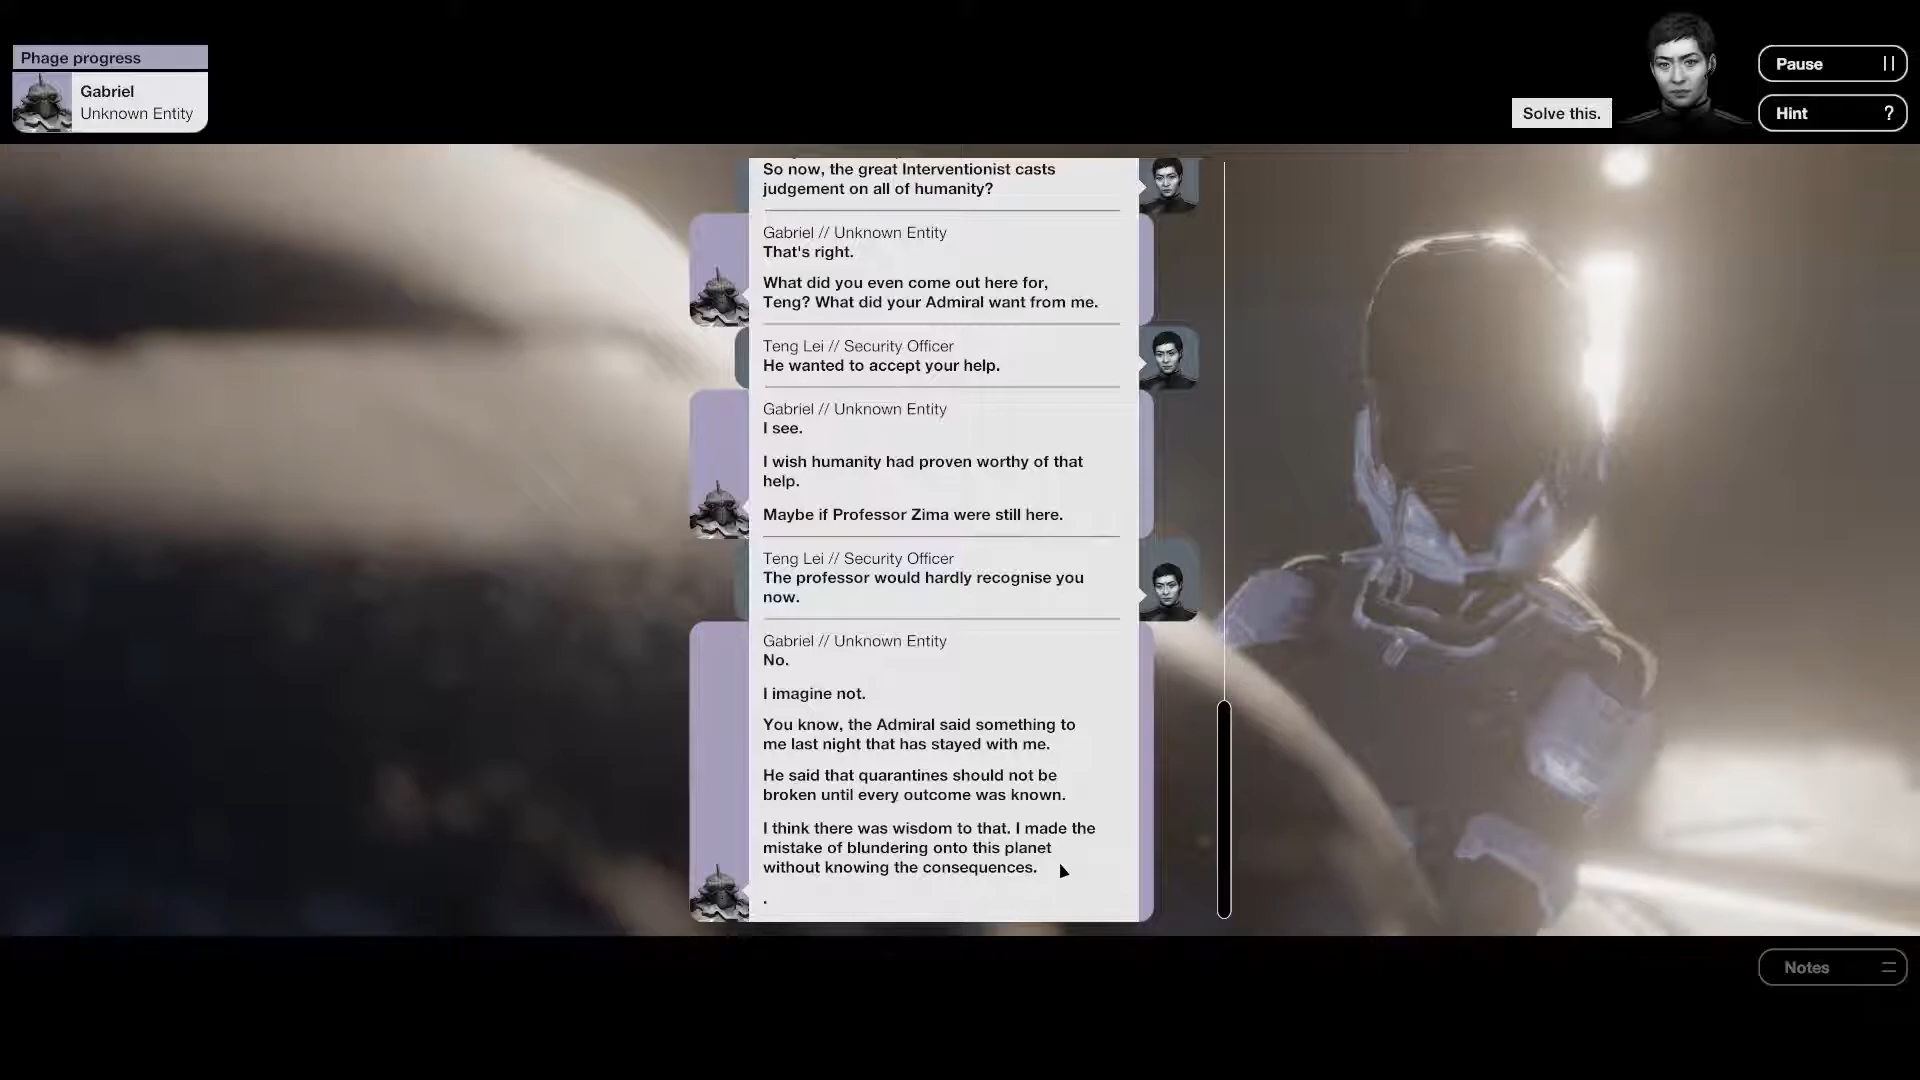 Phage progress
Gabriel
Unknown Entity
Solve this.
Pause
Hint ?
So now, the great Interventionist casts
judgement on all of humanity?
Gabriel // Unknown Entity
That's right.
What did you even come out here for,
Teng? What did your Admiral want from me.
Teng Lei // Security Officer
He wanted to accept your help.
Gabriel // Unknown Entity
I see.
I wish humanity had proven worthy of that
help.
Maybe if Professor Zima were still here.
Teng Lei // Security Officer
The professor would hardly recognise you
now.
Gabriel // Unknown Entity
No.
I imagine not.
You know, the Admiral said something to
me last night that has stayed with me.
He said that quarantines should not be
broken until every outcome was known.
I think there was wisdom to that. I made the
mistake of blundering onto this planet
without knowing the consequences.
.
Notes